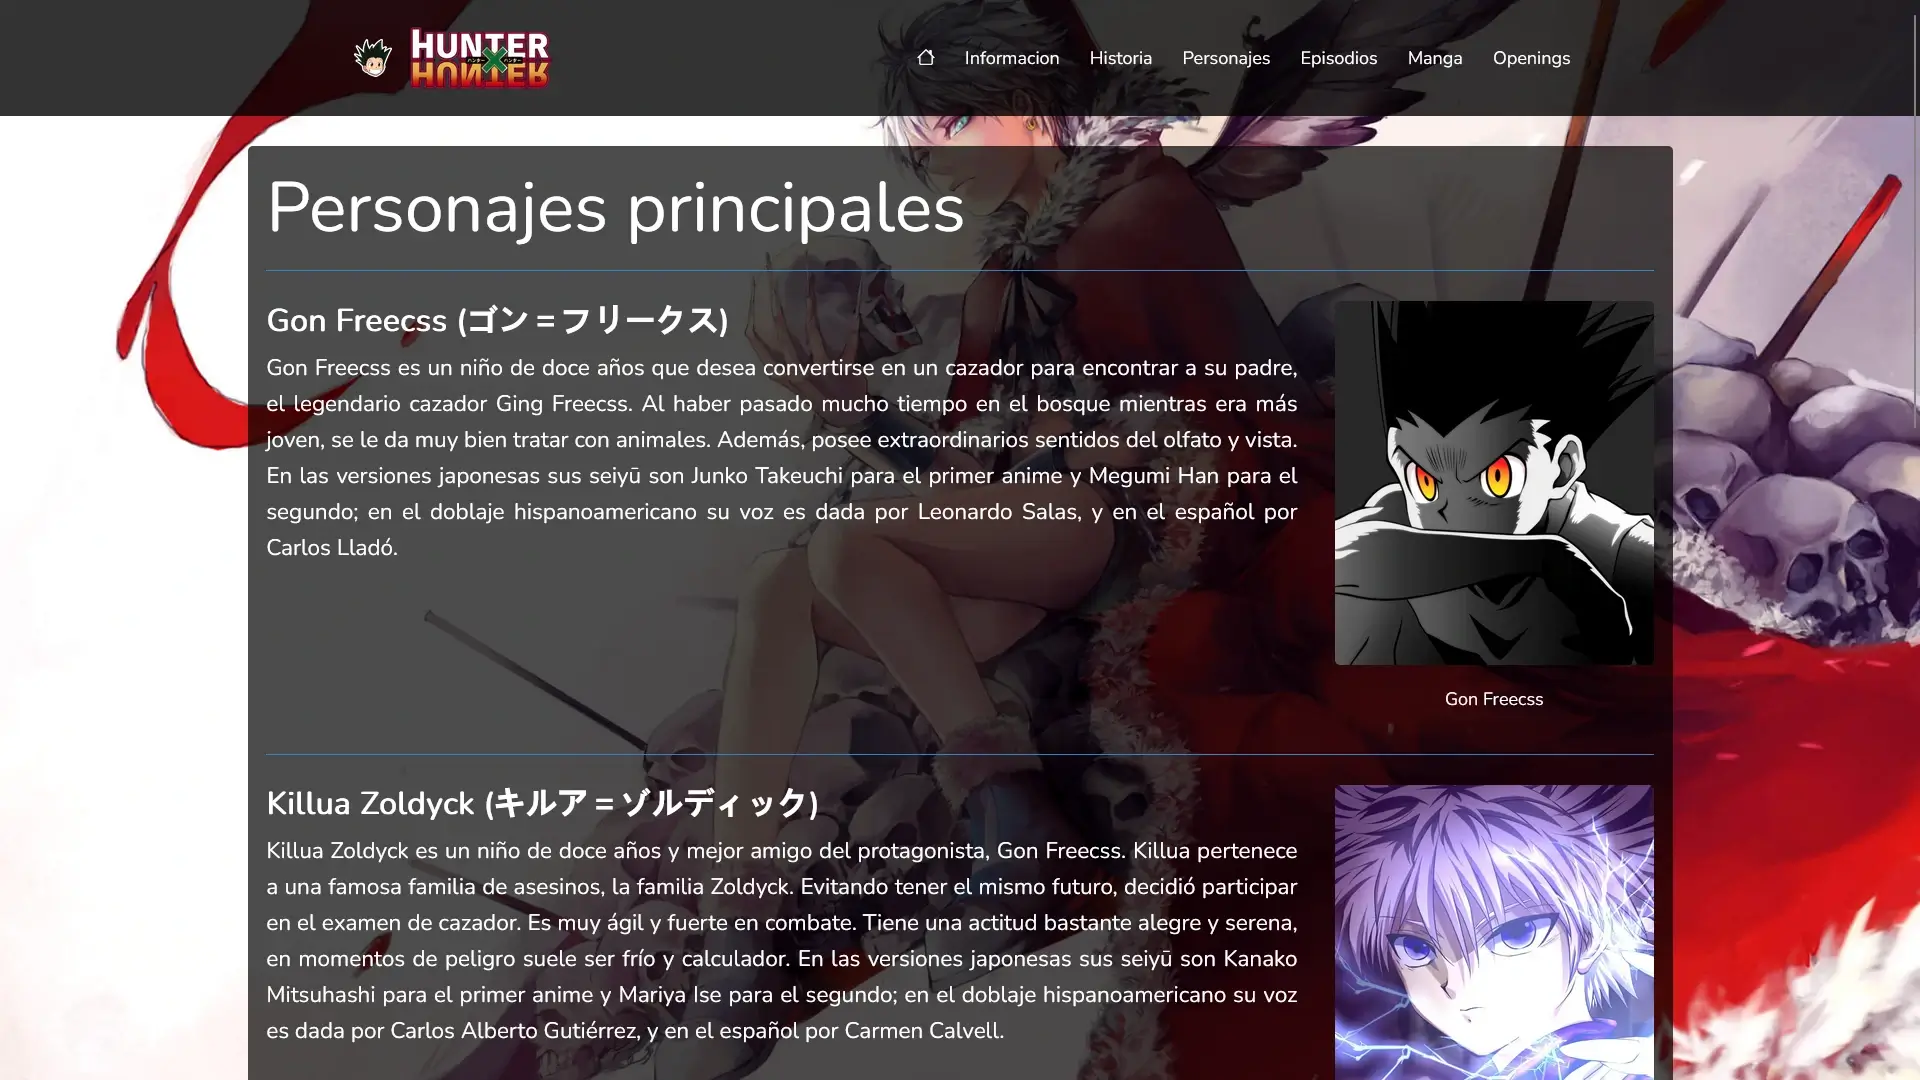 HUNTER
ハンター×ハンター
HUNTER
Informacion
Historia
Personajes
Episodios
Manga
Openings
Personajes principales
Gon Freecss (ゴン＝フリークス)
Gon Freecss es un niño de doce años que desea convertirse en un cazador para encontrar a su padre,
el legendario cazador Ging Freecss. Al haber pasado mucho tiempo en el bosque mientras era más
joven, se le da muy bien tratar con animales. Además, posee extraordinarios sentidos del olfato y vista.
En las versiones japonesas sus seiyū son Junko Takeuchi para el primer anime y Megumi Han para el
segundo; en el doblaje hispanoamericano su voz es dada por Leonardo Salas, y en el español por
Carlos Lladó.
Gon Freecss
Killua Zoldyck (キルア＝ゾルディック)
Killua Zoldyck es un niño de doce años y mejor amigo del protagonista, Gon Freecss. Killua pertenece
a una famosa familia de asesinos, la familia Zoldyck. Evitando tener el mismo futuro, decidió participar
en el examen de cazador. Es muy ágil y fuerte en combate. Tiene una actitud bastante alegre y serena,
en momentos de peligro suele ser frío y calculador. En las versiones japonesas sus seiyū son Kanako
Mitsuhashi para el primer anime y Mariya Ise para el segundo; en el doblaje hispanoamericano su voz
es dada por Carlos Alberto Gutiérrez, y en el español por Carmen Calvell.